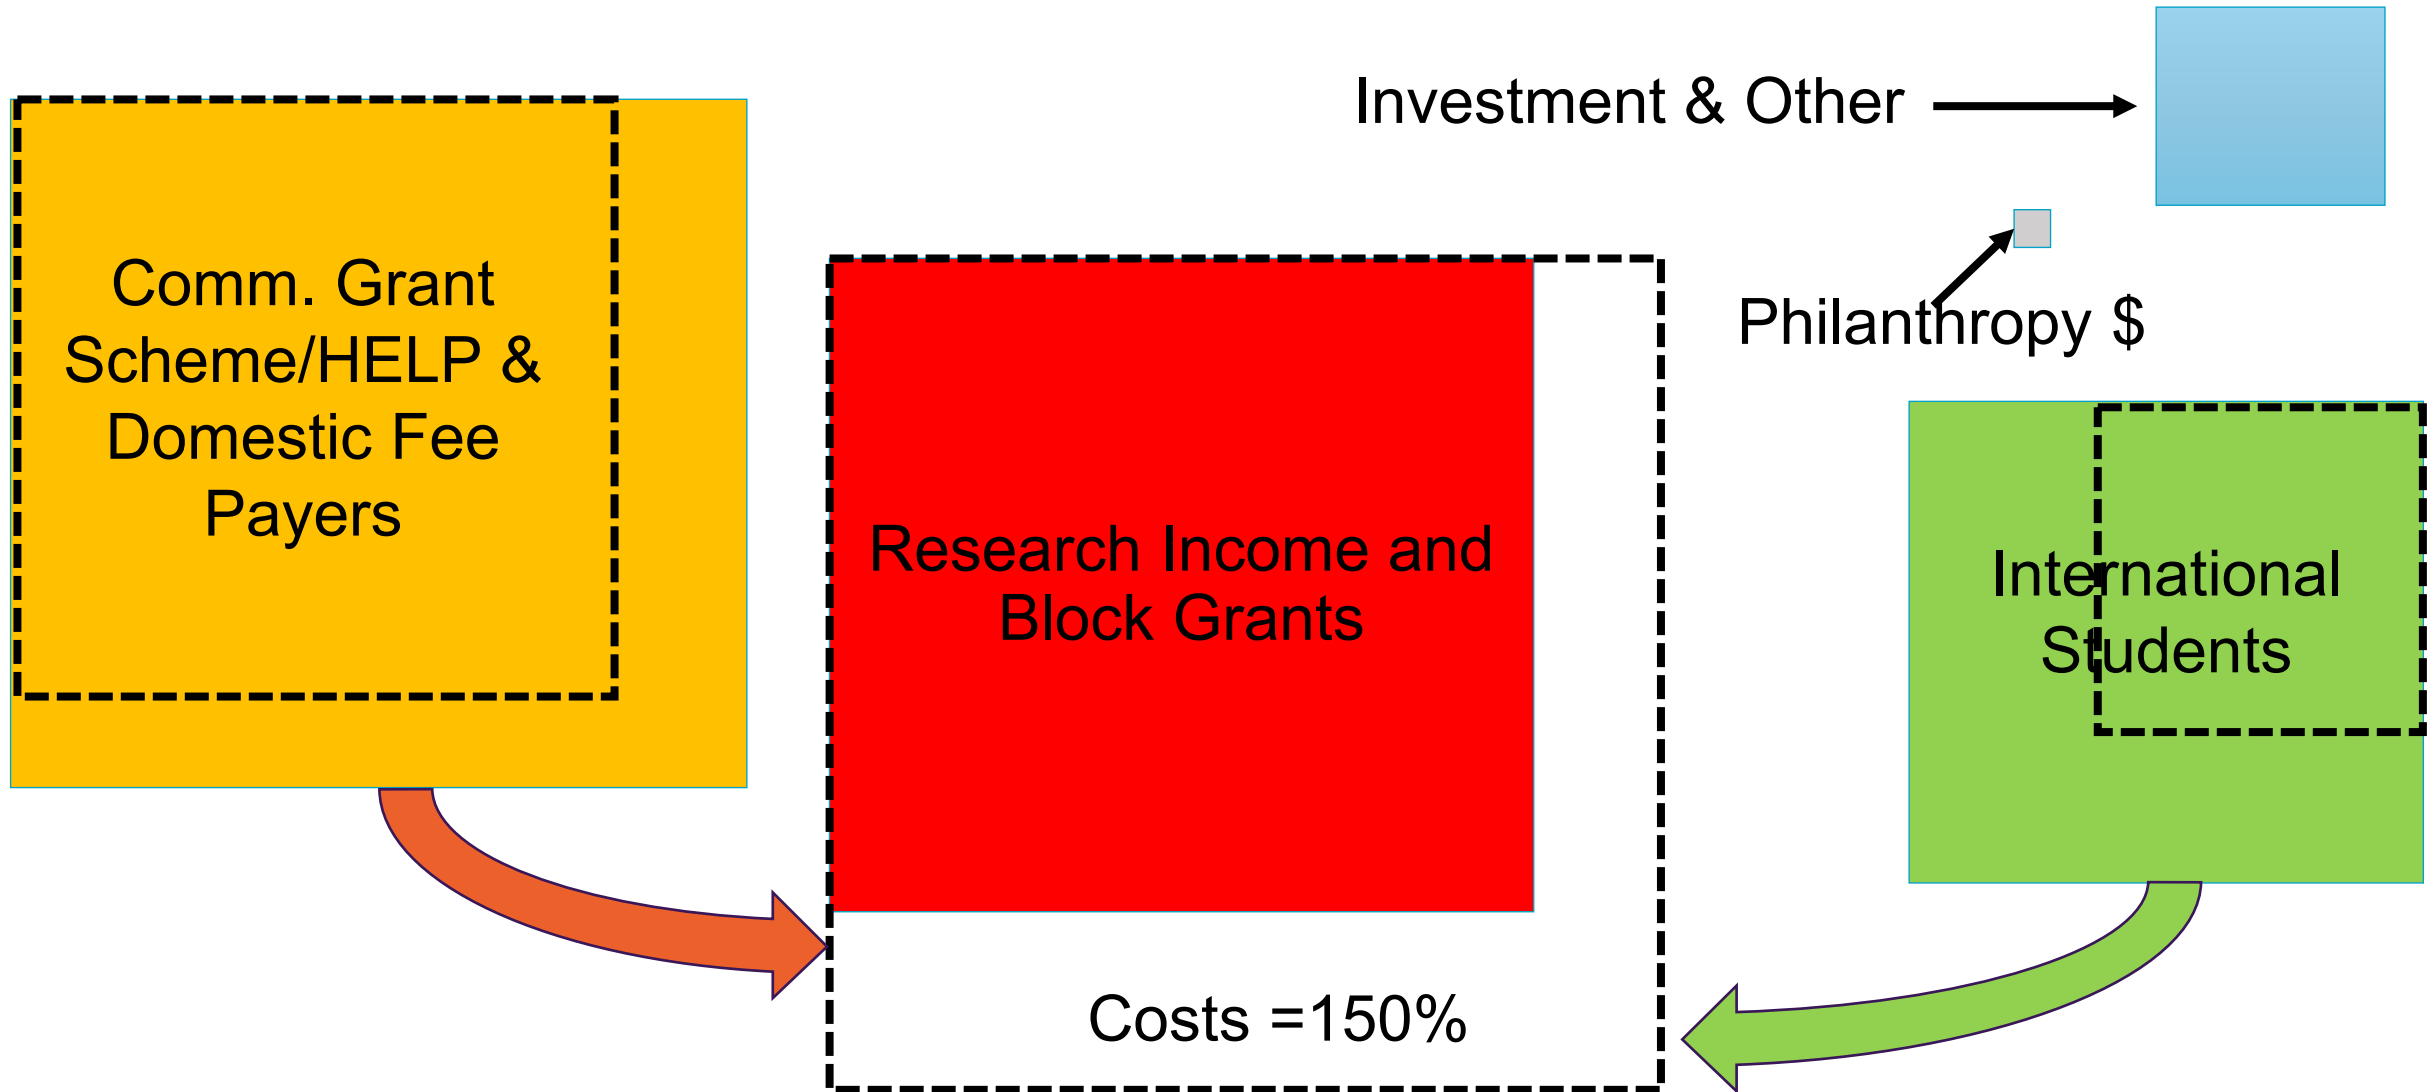 Investment & Other
Comm. Grant
Scheme/HELP &
Domestic Fee
Payers
Philanthropy $
Research Income and
Block Grants
International
Students
Costs =150%